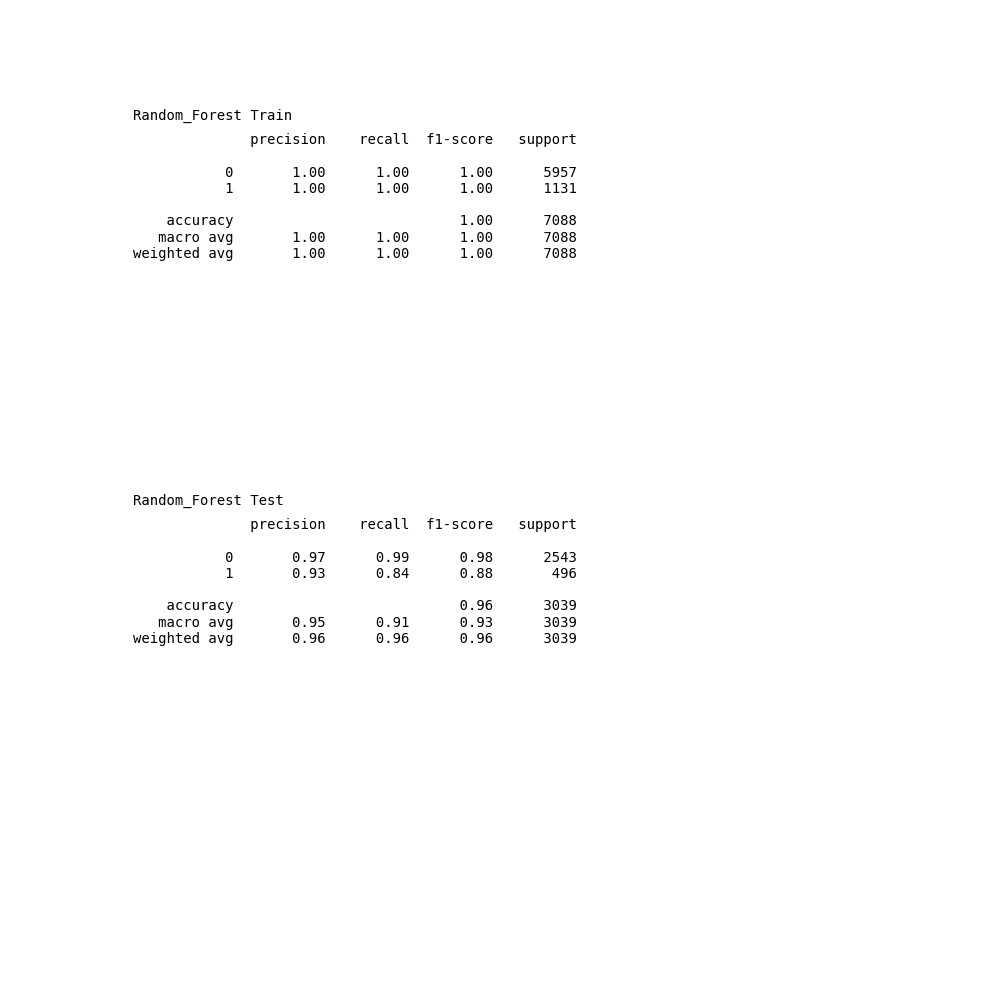 Random_Forest Train
              precision    recall  f1-score   support

           0       1.00      1.00      1.00      5957
           1       1.00      1.00      1.00      1131

    accuracy                           1.00      7088
   macro avg       1.00      1.00      1.00      7088
weighted avg       1.00      1.00      1.00      7088

Random_Forest Test
              precision    recall  f1-score   support

           0       0.97      0.99      0.98      2543
           1       0.93      0.84      0.88       496

    accuracy                           0.96      3039
   macro avg       0.95      0.91      0.93      3039
weighted avg       0.96      0.96      0.96      3039